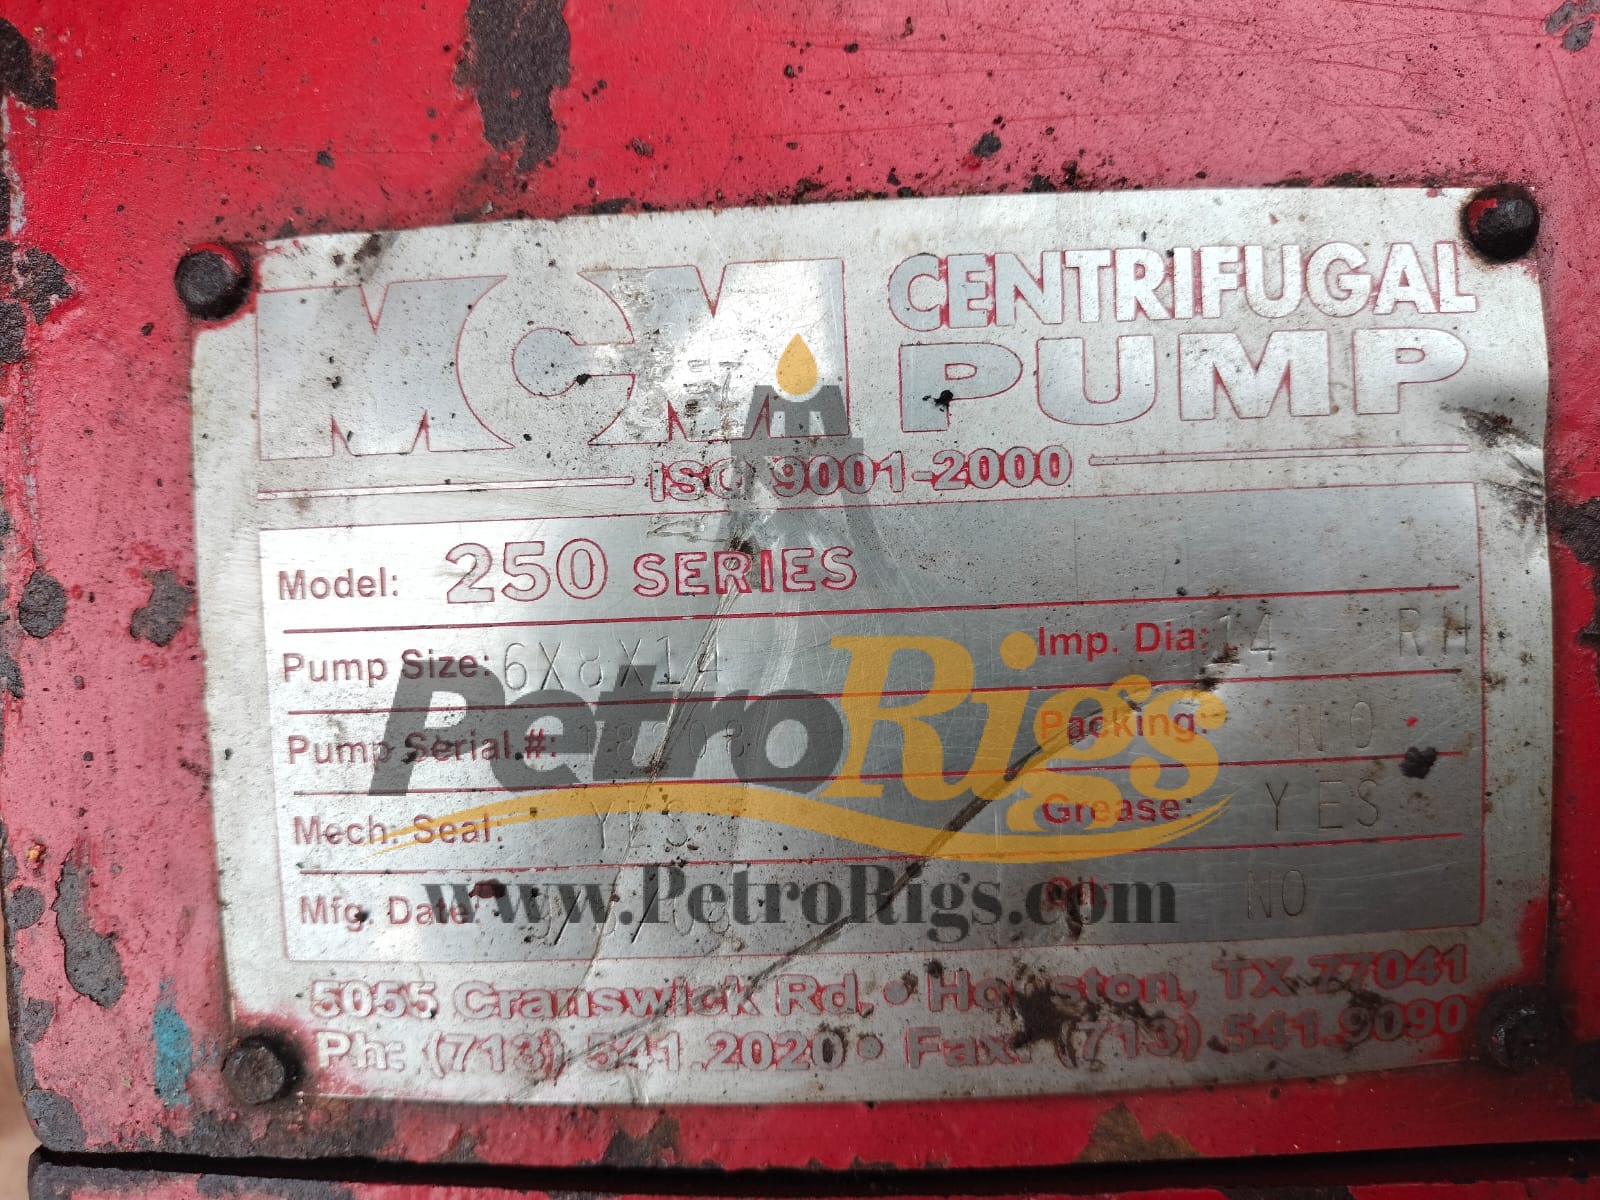 MCM CENTRIFUGAL PUMP
ISO 9001-2000
Model: 250 SERIES
Pump Size: 6X8X14 Imp. Dia: 14 RH
Pump Serial #: Packing: NO
Mech. Seal: YES Grease: YES
Mfg. Date: Oil: NO
5055 Cranswick Rd. • Houston, TX 77041
Ph: (713) 541.2020 • Fax: (713) 541.9090
PetroRigs
www.PetroRigs.com